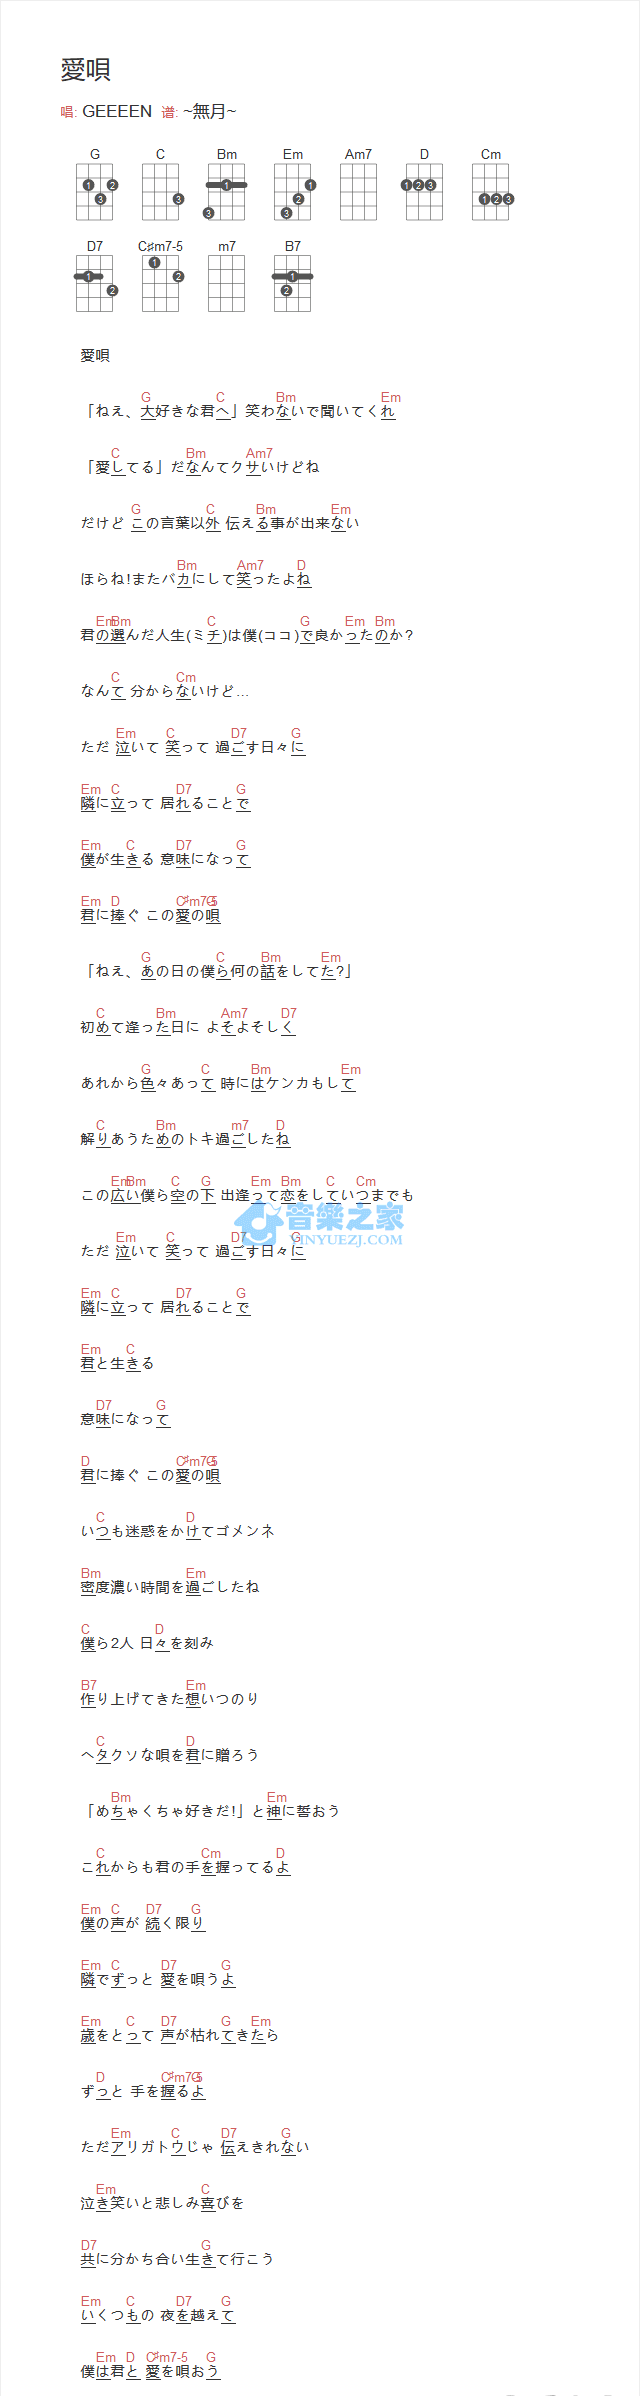 愛唄
唱: GEEEEN 谱: ~無月~
G C Bm Em Am7 D Cm
D7 C♯m7-5 m7 B7
愛唄
G C Bm Em
「ねえ、大好きな君へ」笑わないで聞いてくれ
C Bm Am7
「愛してる」だなんてクサいけどね
G C Bm Em
だけど この言葉以外 伝える事が出来ない
Bm Am7 D
ほらね!またバカにして笑ったよね
Em Bm C G Em Bm
君の選んだ人生(ミチ)は僕(ココ)で良かったのか?
C Cm
なんて 分からないけど…
Em C D7 G
ただ 泣いて 笑って 過ごす日々に
Em C D7 G
隣に立って 居れることで
Em C D7 G
僕が生きる 意味になって
Em D C♯m7-5 G
君に捧ぐ この愛の唄
G C Bm Em
「ねえ、あの日の僕ら何の話をしてた?」
C Bm Am7 D7
初めて逢った日に よそよそしく
G C Bm Em
あれから色々あって 時にはケンカもして
C Bm m7 D
解りあうためのトキ過ごしたね
Em Bm C G Em Bm C Cm
この広い僕ら空の下 出逢って恋をしていつまでも
音樂之家
YINYUEZJ.COM
Em C D7 G
ただ 泣いて 笑って 過ごす日々に
Em C D7 G
隣に立って 居れることで
Em C
君と生きる
D7 G
意味になって
D C♯m7-5 G
君に捧ぐ この愛の唄
C D
いつも迷惑をかけてゴメンネ
Bm Em
密度濃い時間を過ごしたね
C D
僕ら2人 日々を刻み
B7 Em
作り上げてきた想いつのり
C D
ヘタクソな唄を君に贈ろう
Bm Em
「めちゃくちゃ好きだ!」と神に誓おう
C Cm D
これからも君の手を握ってるよ
Em C D7 G
僕の声が 続く限り
Em C D7 G
隣でずっと 愛を唄うよ
Em C D7 G Em
歳をとって 声が枯れてきたら
D C♯m7-5 G
ずっと 手を握るよ
Em C D7 G
ただアリガトウじゃ 伝えきれない
Em C
泣き笑いと悲しみ喜びを
D7 G
共に分かち合い生きて行こう
Em C D7 G
いくつもの 夜を越えて
Em D C♯m7-5 G
僕は君と 愛を唄おう